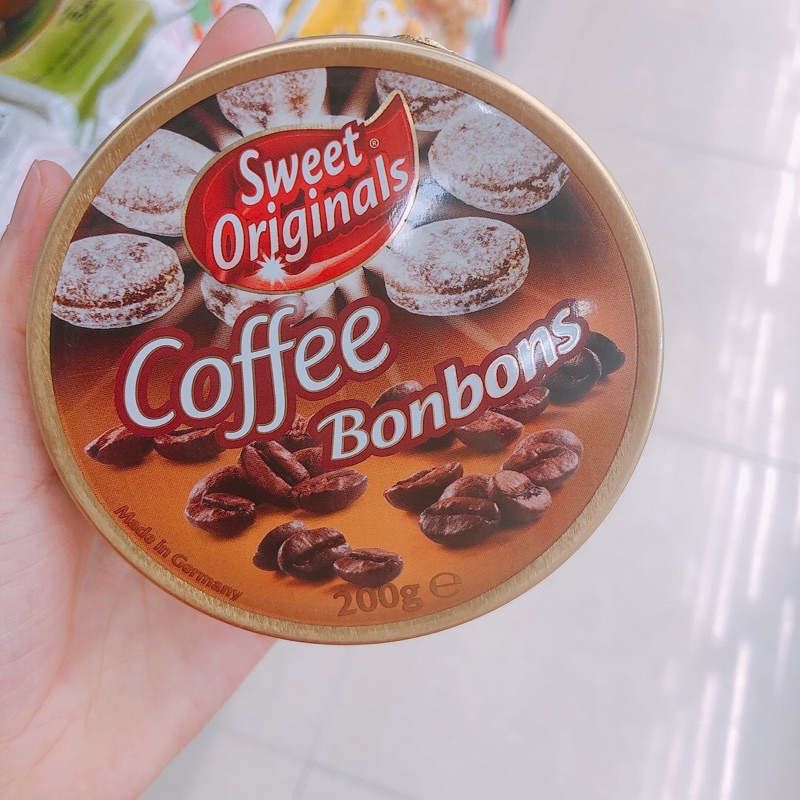 Sweet ®
Originals
Coffee
Bonbons
Made in Germany
200g ℮